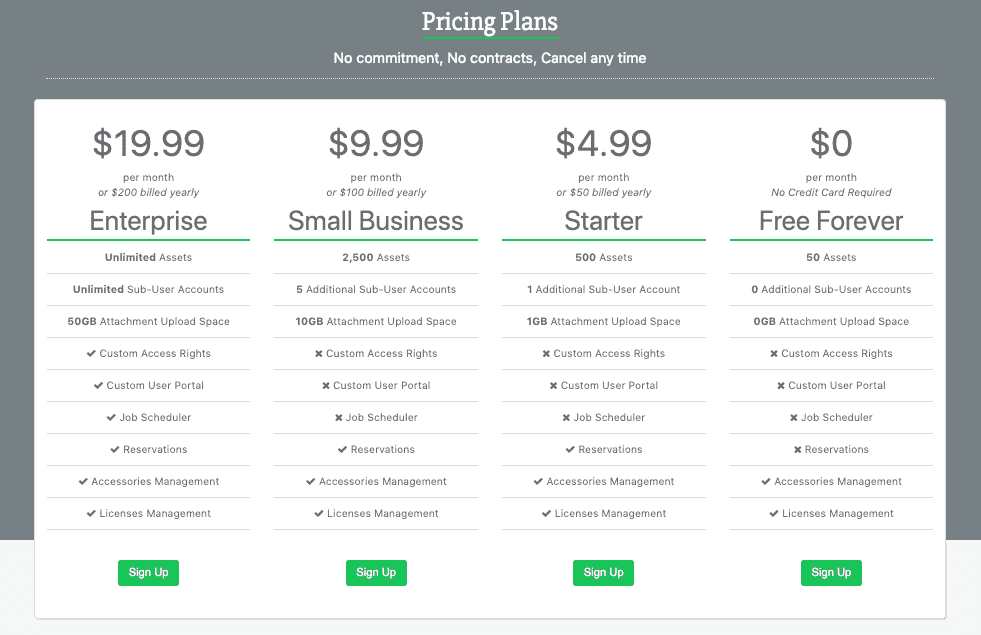 Pricing Plans
No commitment, No contracts, Cancel any time
$19.99
per month
or $200 billed yearly
Enterprise
Unlimited Assets
Unlimited Sub-User Accounts
50GB Attachment Upload Space
✔ Custom Access Rights
✔ Custom User Portal
✔ Job Scheduler
✔ Reservations
✔ Accessories Management
✔ Licenses Management
Sign Up
$9.99
per month
or $100 billed yearly
Small Business
2,500 Assets
5 Additional Sub-User Accounts
10GB Attachment Upload Space
✖ Custom Access Rights
✖ Custom User Portal
✖ Job Scheduler
✔ Reservations
✔ Accessories Management
✔ Licenses Management
Sign Up
$4.99
per month
or $50 billed yearly
Starter
500 Assets
1 Additional Sub-User Account
1GB Attachment Upload Space
✖ Custom Access Rights
✖ Custom User Portal
✖ Job Scheduler
✔ Reservations
✔ Accessories Management
✔ Licenses Management
Sign Up
$0
per month
No Credit Card Required
Free Forever
50 Assets
0 Additional Sub-User Accounts
0GB Attachment Upload Space
✖ Custom Access Rights
✖ Custom User Portal
✖ Job Scheduler
✖ Reservations
✔ Accessories Management
✔ Licenses Management
Sign Up